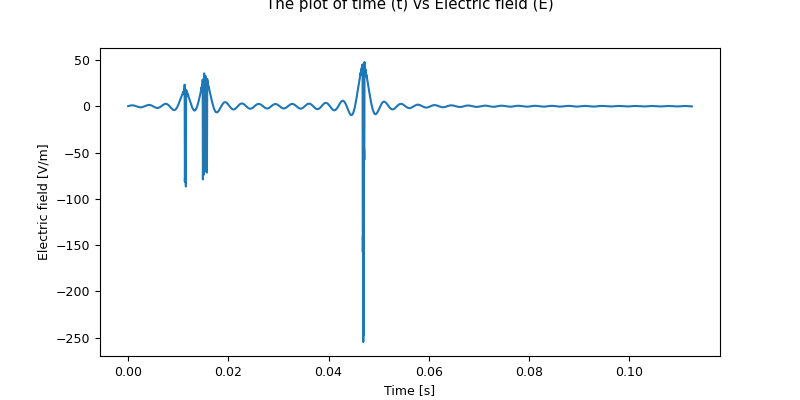 The plot of time (t) vs Electric field (E)
50
0
−50
−100
−150
−200
−250
Electric field [V/m]
0.00 0.02 0.04 0.06 0.08 0.10
Time [s]